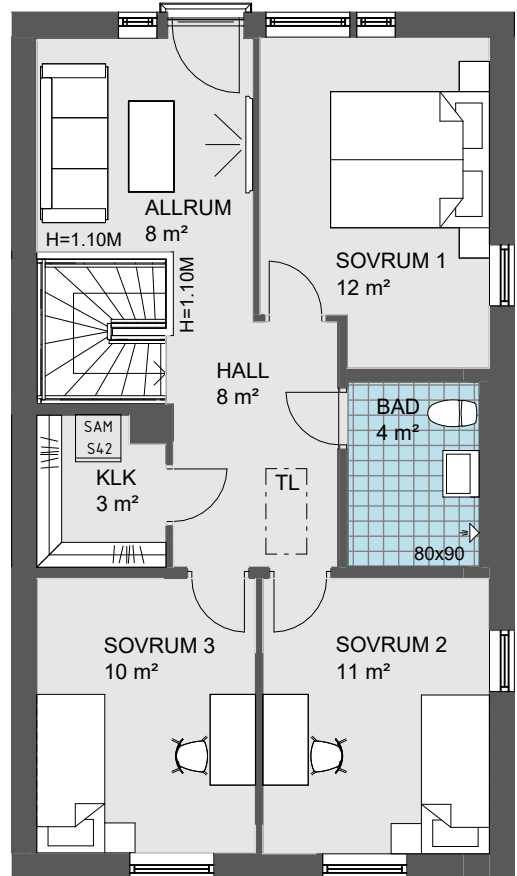 ALLRUM
8 m²
H=1.10M
H=1.10M
SOVRUM 1
12 m²
HALL
8 m²
BAD
4 m²
SAM
S42
KLK
3 m²
TL
80x90
SOVRUM 3
10 m²
SOVRUM 2
11 m²